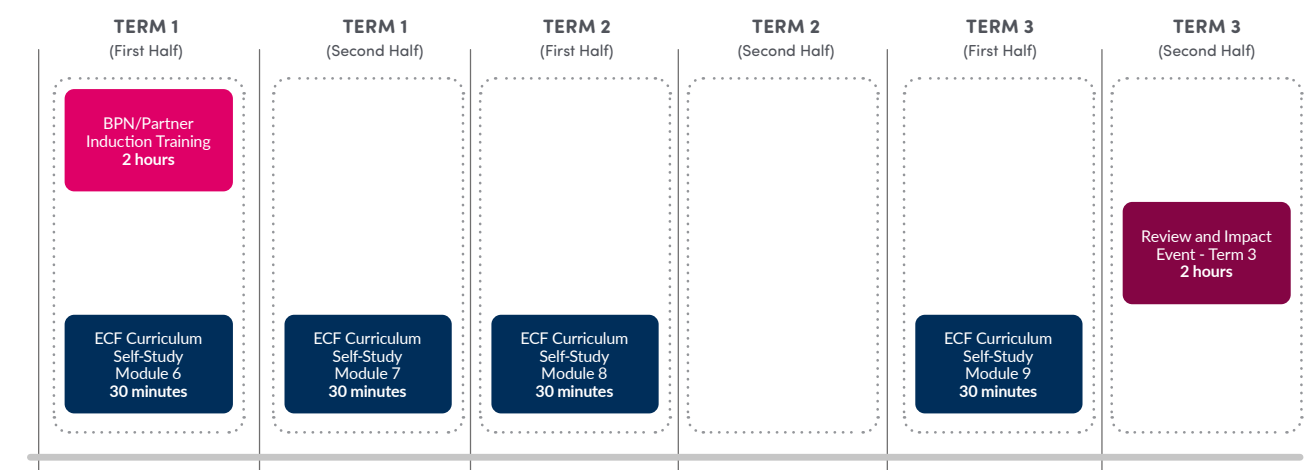 TERM 1
(First Half)
TERM 1
(Second Half)
TERM 2
(First Half)
TERM 2
(Second Half)
TERM 3
(First Half)
TERM 3
(Second Half)
BPN/Partner
Induction Training
2 hours
Review and Impact
Event - Term 3
2 hours
ECF Curriculum
Self-Study
Module 6
30 minutes
ECF Curriculum
Self-Study
Module 7
30 minutes
ECF Curriculum
Self-Study
Module 8
30 minutes
ECF Curriculum
Self-Study
Module 9
30 minutes